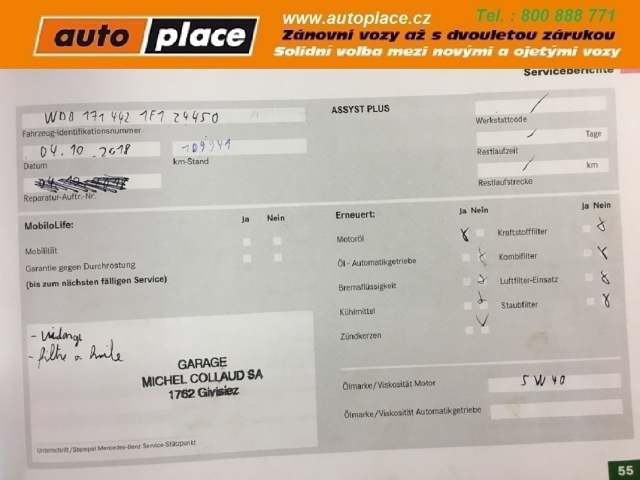 auto place
www.autoplace.cz
Tel. : 800 888 771
Zánovní vozy až s dvouletou zárukou
Solidní volba mezi novými a ojetými vozy
Serviceberichte
WDB 171 442 1F1 24450
Fahrzeug-Identifikationsnummer
ASSYST PLUS
Werkstattcode
04.10.2018
109941
Datum
km-Stand
Tage
Restlaufzeit
km
Restlaufstrecke
Reparatur-Auftr.-Nr.
MobiloLife:
Ja Nein
Mobilität
Garantie gegen Durchrostung
(bis zum nächsten fälligen Service)
Erneuert:
Ja Nein
Ja Nein
Motoröl
Kraftstofffilter
Öl - Automatikgetriebe
Kombifilter
Bremsflüssigkeit
Luftfilter-Einsatz
Kühlmittel
Staubfilter
Zündkerzen
- vidange
- filtre a huile
GARAGE
MICHEL COLLAUD SA
1762 Givisiez
Ölmarke/Viskosität Motor
5W40
Ölmarke/Viskosität Automatikgetriebe
Unterschrift/Stempel Mercedes-Benz Service-Stützpunkt
55